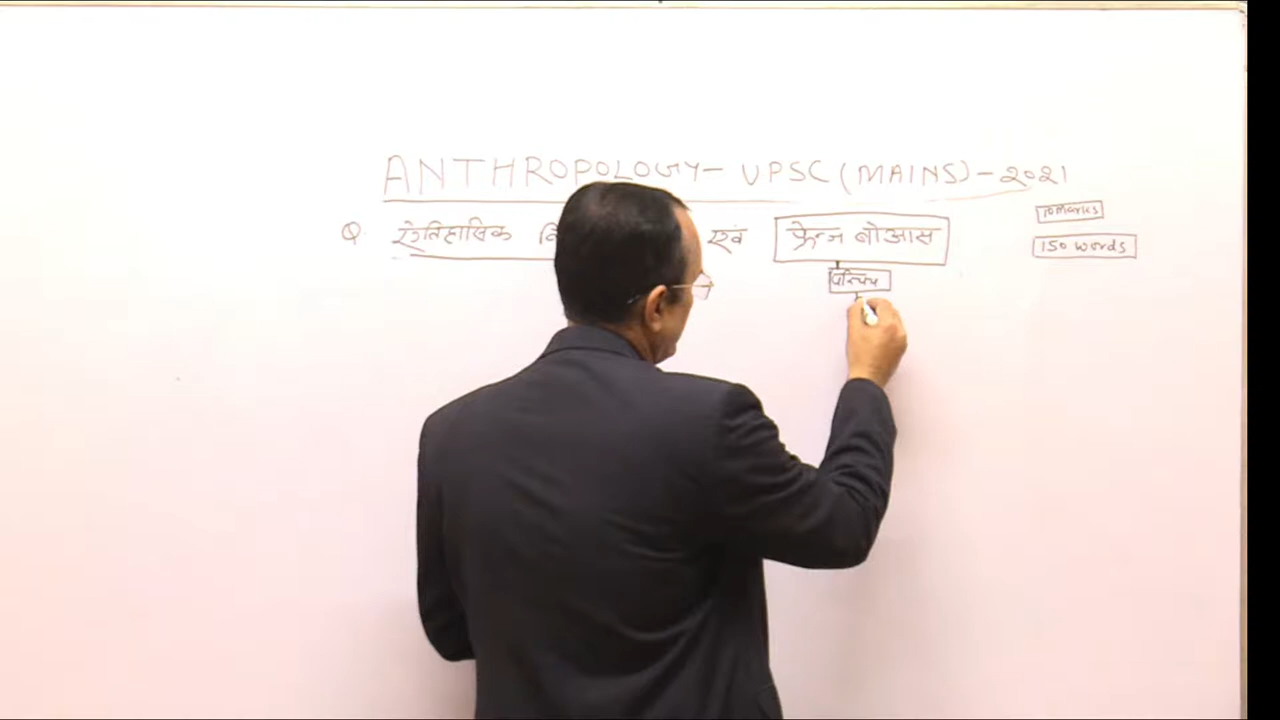 ANTHROPOLOGY - UPSC (MAINS) - 2021
10 Marks
Q ऐतिहासिक एवं फ्रेन्ज बोआस
150 words
परिचय